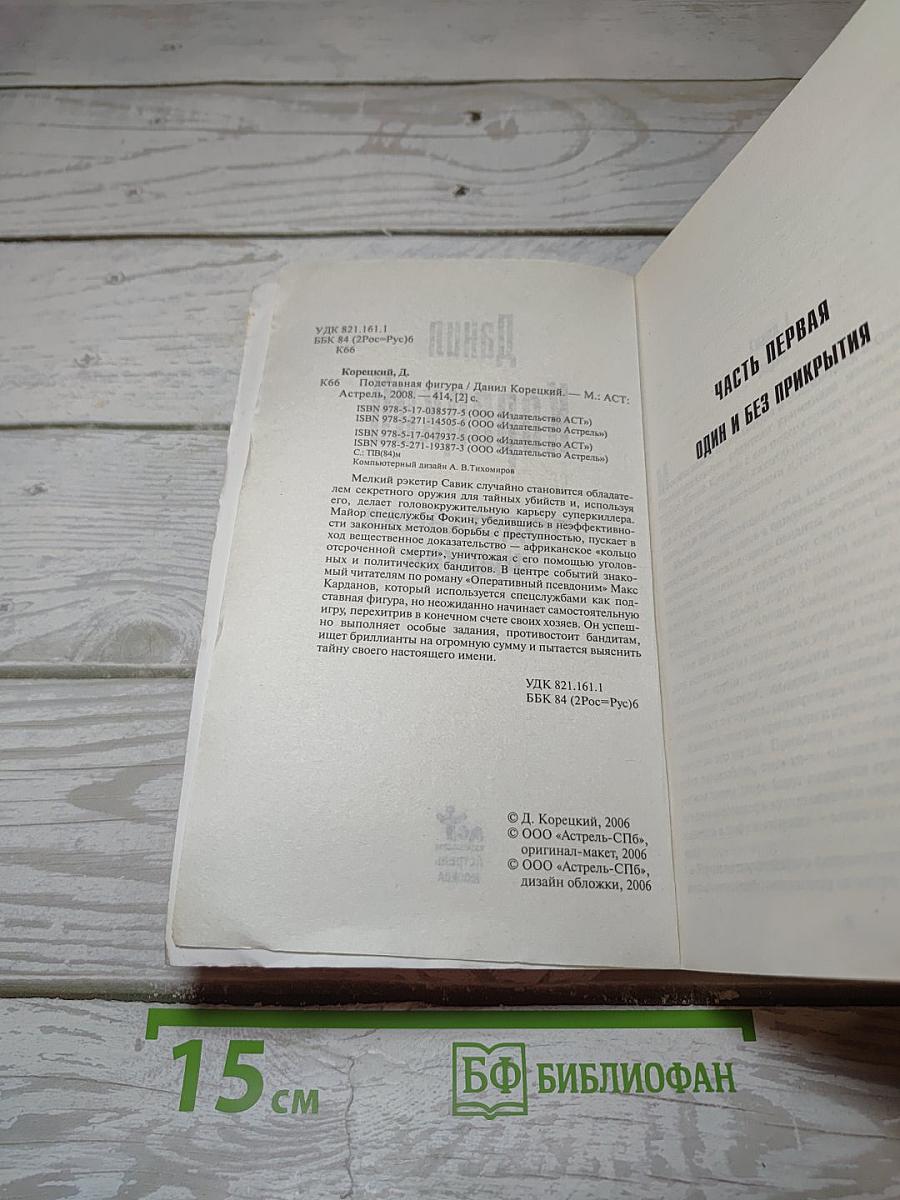 УДК 821.161.1
ББК 84 (2Рос=Рус)6
К66
Корецкий, Д.
К66 Подставная фигура / Данил Корецкий. — М.: АСТ:
Астрель, 2008. — 414, [2] с.
ISBN 978-5-17-038577-5 (ООО «Издательство АСТ»)
ISBN 978-5-271-14505-6 (ООО «Издательство Астрель»)
ISBN 978-5-17-047937-5 (ООО «Издательство АСТ»)
ISBN 978-5-271-19387-3 (ООО «Издательство Астрель»)
С.: ТПВ(84)м
Компьютерный дизайн А. В.Тихомиров
Мелкий рэкетир Савик случайно становится обладате-
лем секретного оружия для тайных убийств и, используя
его, делает головокружительную карьеру суперкиллера.
Майор спецслужбы Фокин, убедившись в неэффективно-
сти законных методов борьбы с преступностью, пускает в
ход вещественное доказательство — африканское «кольцо
отсроченной смерти», уничтожая с его помощью уголов-
ных и политических бандитов. В центре событий знако-
мый читателям по роману «Оперативный псевдоним» Макс
Карданов, который используется спецслужбами как под-
ставная фигура, но неожиданно начинает самостоятельную
игру, перехитрив в конечном счете своих хозяев. Он успеш-
но выполняет особые задания, противостоит бандитам,
ищет бриллианты на огромную сумму и пытается выяснить
тайну своего настоящего имени.
УДК 821.161.1
ББК 84 (2Рос=Рус)6
© Д. Корецкий, 2006
© ООО «Астрель-СПб»,
оригинал-макет, 2006
© ООО «Астрель-СПб»,
дизайн обложки, 2006
ЧАСТЬ ПЕРВАЯ
ОДИН И БЕЗ ПРИКРЫТИЯ
15 см
БФ БИБЛИОФАН